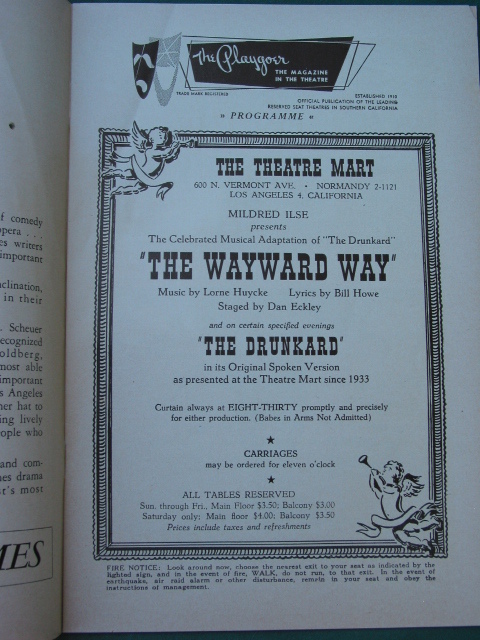 f comedy
opera . . .
es writers
important
nclination,
in their
. Scheuer
ecognized
oldberg,
most able
important
s Angeles
her hat to
ing lively
ople who
and com-
nes drama
st's most
MES
The Playgoer
THE MAGAZINE
IN THE THEATRE
TRADE MARK REGISTERED
ESTABLISHED 1910
OFFICIAL PUBLICATION OF THE LEADING
RESERVED SEAT THEATRES IN SOUTHERN CALIFORNIA
» PROGRAMME «
THE THEATRE MART
600 N. VERMONT AVE. • NORMANDY 2-1121
LOS ANGELES 4, CALIFORNIA
MILDRED ILSE
presents
The Celebrated Musical Adaptation of "The Drunkard"
"THE WAYWARD WAY"
Music by Lorne Huycke Lyrics by Bill Howe
Staged by Dan Eckley
and on certain specified evenings
"THE DRUNKARD"
in its Original Spoken Version
as presented at the Theatre Mart since 1933
Curtain always at EIGHT-THIRTY promptly and precisely
for either production. (Babes in Arms Not Admitted)
★
CARRIAGES
may be ordered for eleven o'clock
★
ALL TABLES RESERVED
Sun. through Fri., Main Floor $3.50; Balcony $3.00
Saturday only: Main floor $4.00; Balcony $3.50
Prices include taxes and refreshments
FIRE NOTICE: Look around now, choose the nearest exit to your seat as indicated by the
lighted sign, and in the event of fire, WALK, do not run, to that exit. In the event of
earthquake, air raid alarm or other disturbance, remain in your seat and obey the
instructions of management.